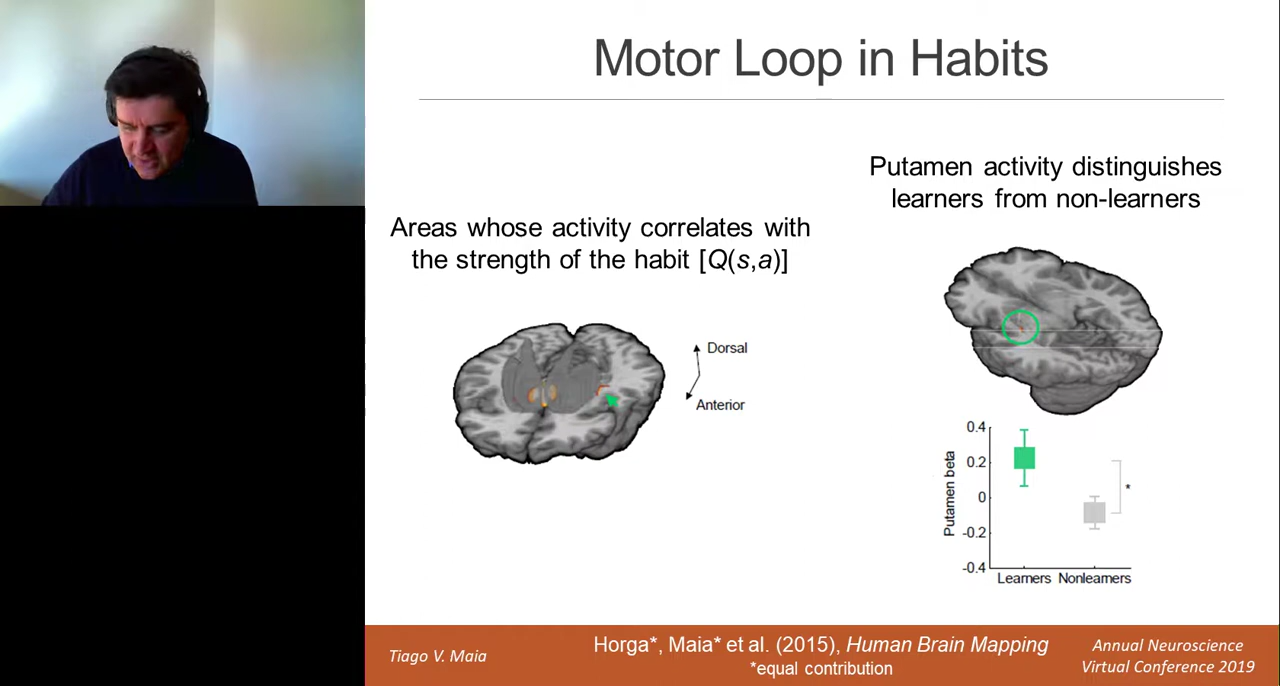 Motor Loop in Habits
Areas whose activity correlates with
the strength of the habit [Q(s,a)]
Dorsal
Anterior
Putamen activity distinguishes
learners from non-learners
Putamen beta
0.4
0.2
0
-0.2
-0.4
*
Learners Nonlearners
Tiago V. Maia
Horga*, Maia* et al. (2015), Human Brain Mapping
*equal contribution
Annual Neuroscience
Virtual Conference 2019